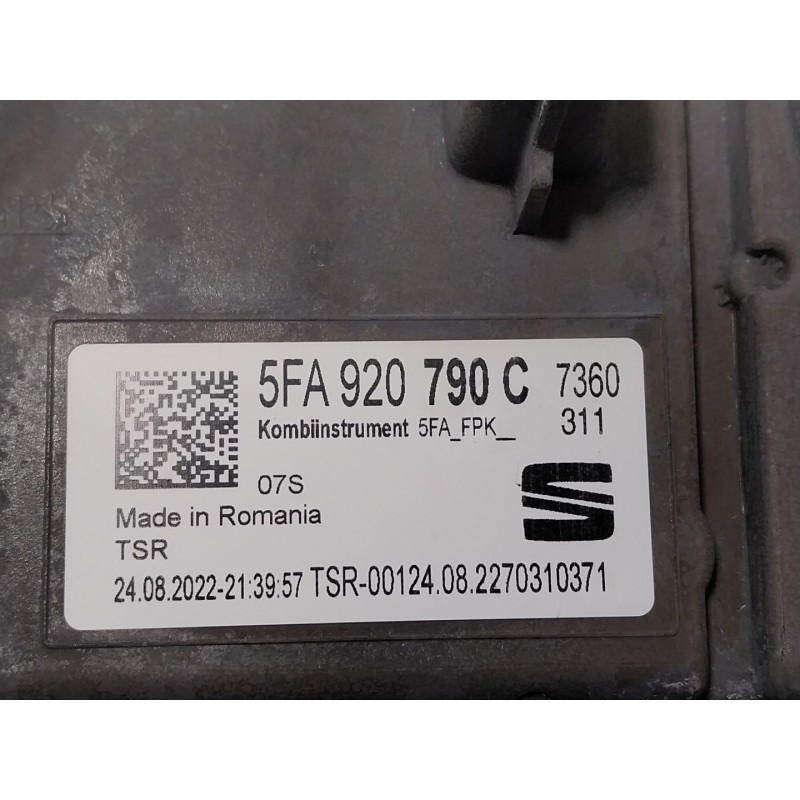 5FA 920 790 C 7360
Kombiinstrument 5FA_FPK__ 311
07S
Made in Romania
TSR
24.08.2022-21:39:57 TSR-00124.08.2270310371